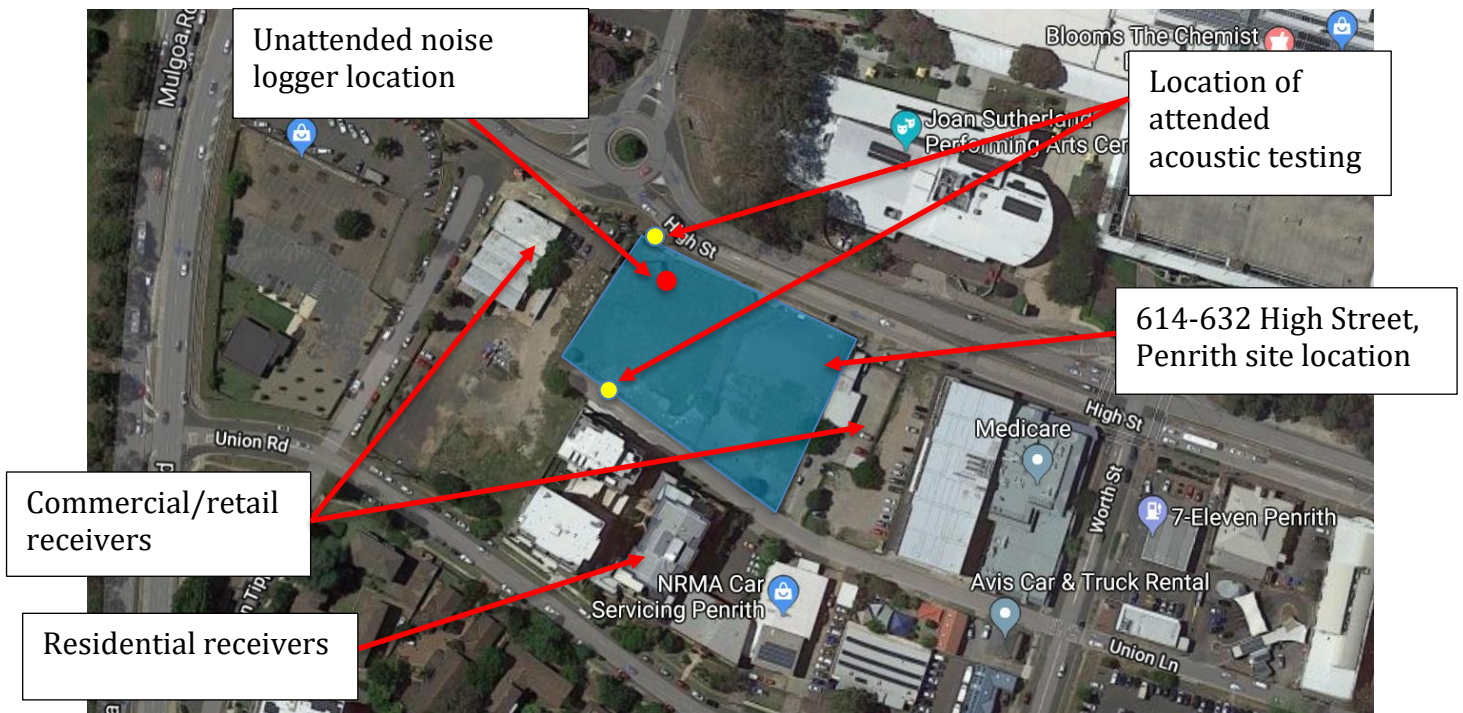 Mulgoa Rd
Unattended noise
logger location
Blooms The Chemist
Location of
attended
acoustic testing
Joan Sutherland
Performing Arts Cen
High St
614-632 High Street,
Penrith site location
High St
Medicare
Union Rd
Worth St
7-Eleven Penrith
Commercial/retail
receivers
NRMA Car
Servicing Penrith
Avis Car & Truck Rental
Residential receivers
Union Ln